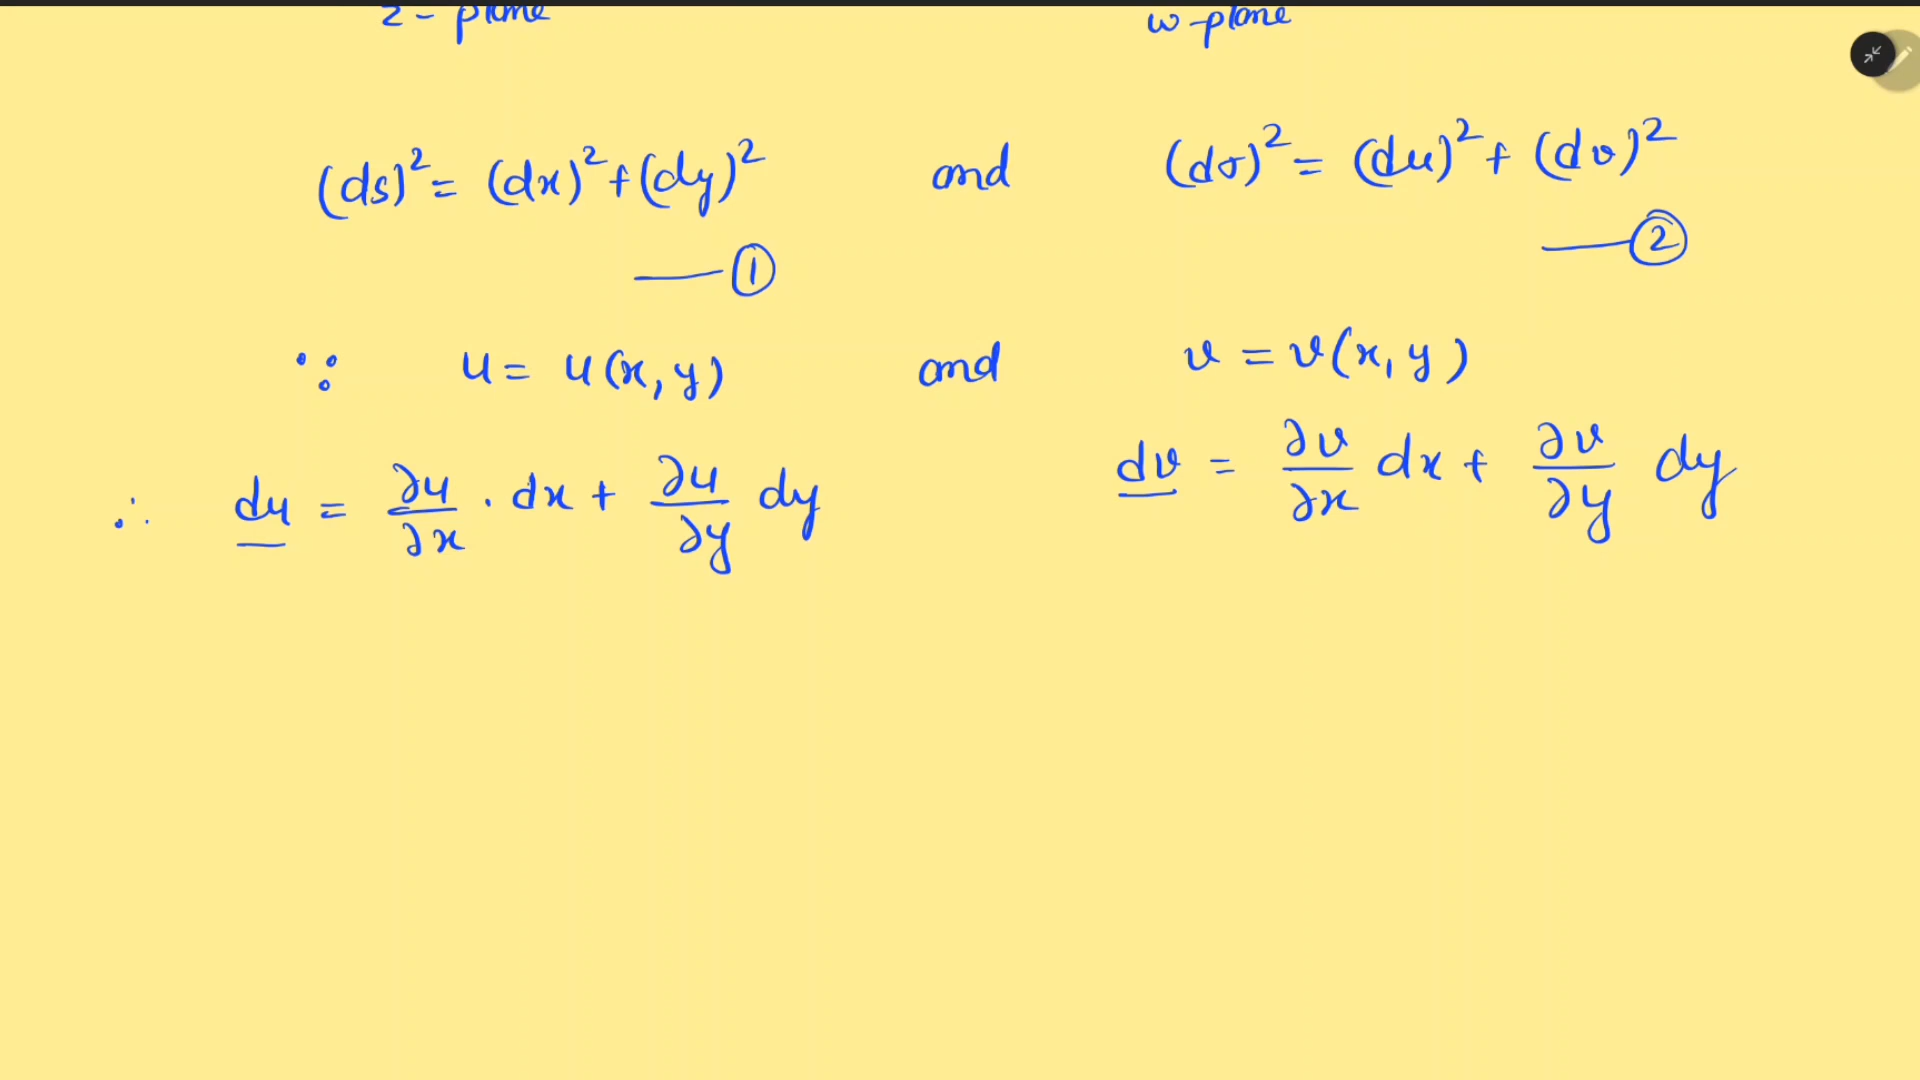 z-plane w-plane
(ds)² = (dx)² + (dy)² and (dσ)² = (du)² + (dv)²
—① —②
∵ u = u(x, y) and v = v(x, y)
∴ du = ∂u/∂x · dx + ∂u/∂y dy dv = ∂v/∂x dx + ∂v/∂y dy